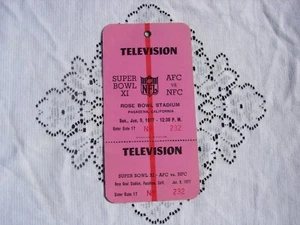 TELEVISION
SUPER BOWL XI
NFL
AFC vs. NFC
ROSE BOWL STADIUM
PASADENA, CALIFORNIA
Sun., Jan. 9, 1977 - 12:30 P. M.
Enter Gate 17 Nº 232
TELEVISION
SUPER BOWL XI - AFC vs. NFC
Rose Bowl Stadium, Pasadena, Calif. Jan. 9, 1977
Enter Gate 17 Nº 232